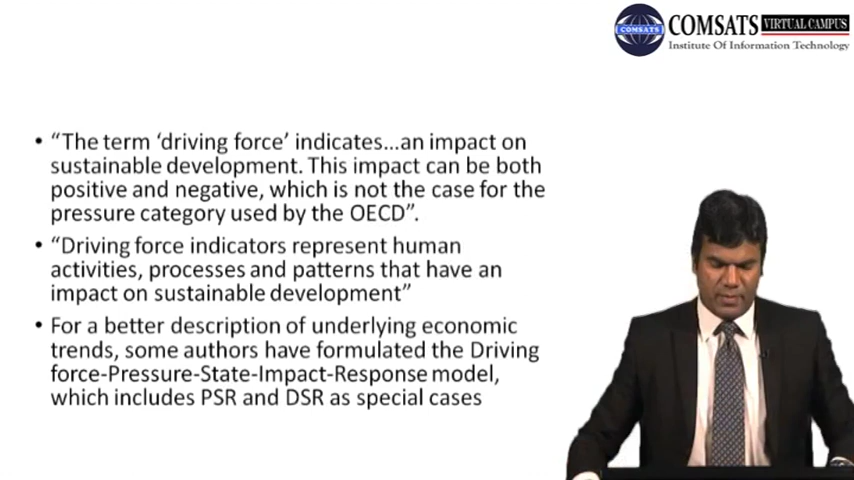 COMSATS
COMSATS VIRTUAL CAMPUS
Institute Of Information Technology
• “The term ‘driving force’ indicates...an impact on
sustainable development. This impact can be both
positive and negative, which is not the case for the
pressure category used by the OECD”.
• “Driving force indicators represent human
activities, processes and patterns that have an
impact on sustainable development”
• For a better description of underlying economic
trends, some authors have formulated the Driving
force-Pressure-State-Impact-Response model,
which includes PSR and DSR as special cases